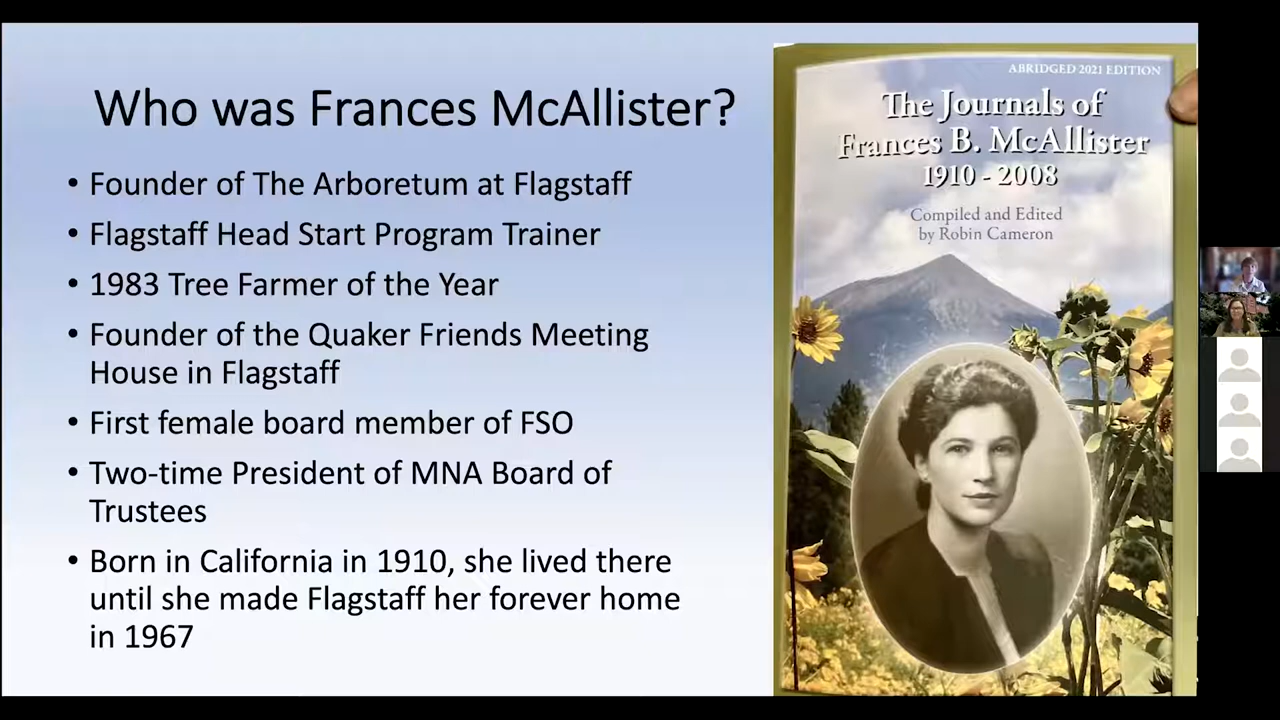 Who was Frances McAllister?
• Founder of The Arboretum at Flagstaff
• Flagstaff Head Start Program Trainer
• 1983 Tree Farmer of the Year
• Founder of the Quaker Friends Meeting
House in Flagstaff
• First female board member of FSO
• Two-time President of MNA Board of
Trustees
• Born in California in 1910, she lived there
until she made Flagstaff her forever home
in 1967
ABRIDGED 2021 EDITION
The Journals of
Frances B. McAllister
1910 - 2008
Compiled and Edited
by Robin Cameron